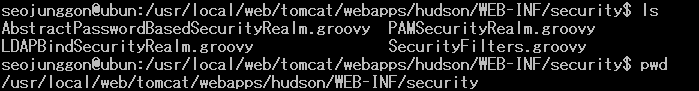 seojunggon@ubun:/usr/local/web/tomcat/webapps/hudson/WEB-INF/security$ ls
AbstractPasswordBasedSecurityRealm.groovy  PAMSecurityRealm.groovy
LDAPBindSecurityRealm.groovy               SecurityFilters.groovy
seojunggon@ubun:/usr/local/web/tomcat/webapps/hudson/WEB-INF/security$ pwd
/usr/local/web/tomcat/webapps/hudson/WEB-INF/security